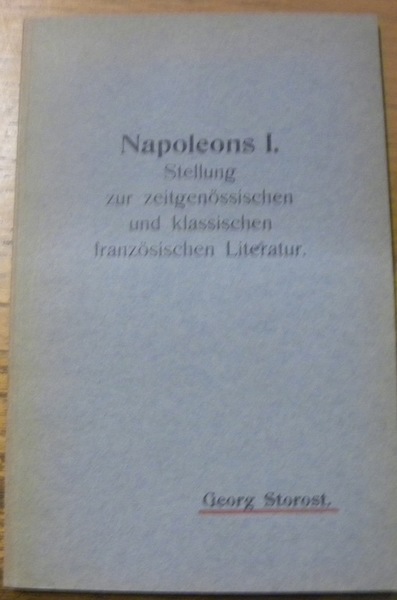 Napoleons I.
Stellung
zur zeitgenössischen
und klassischen
französischen Literatur.
Georg Storost.